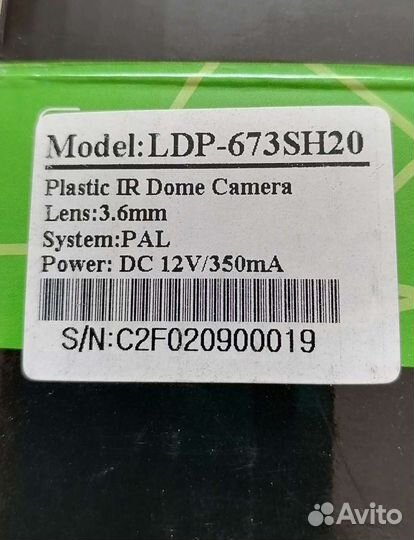 Model:LDP-673SH20
Plastic IR Dome Camera
Lens:3.6mm
System:PAL
Power: DC 12V/350mA
S/N:C2F020900019
Avito